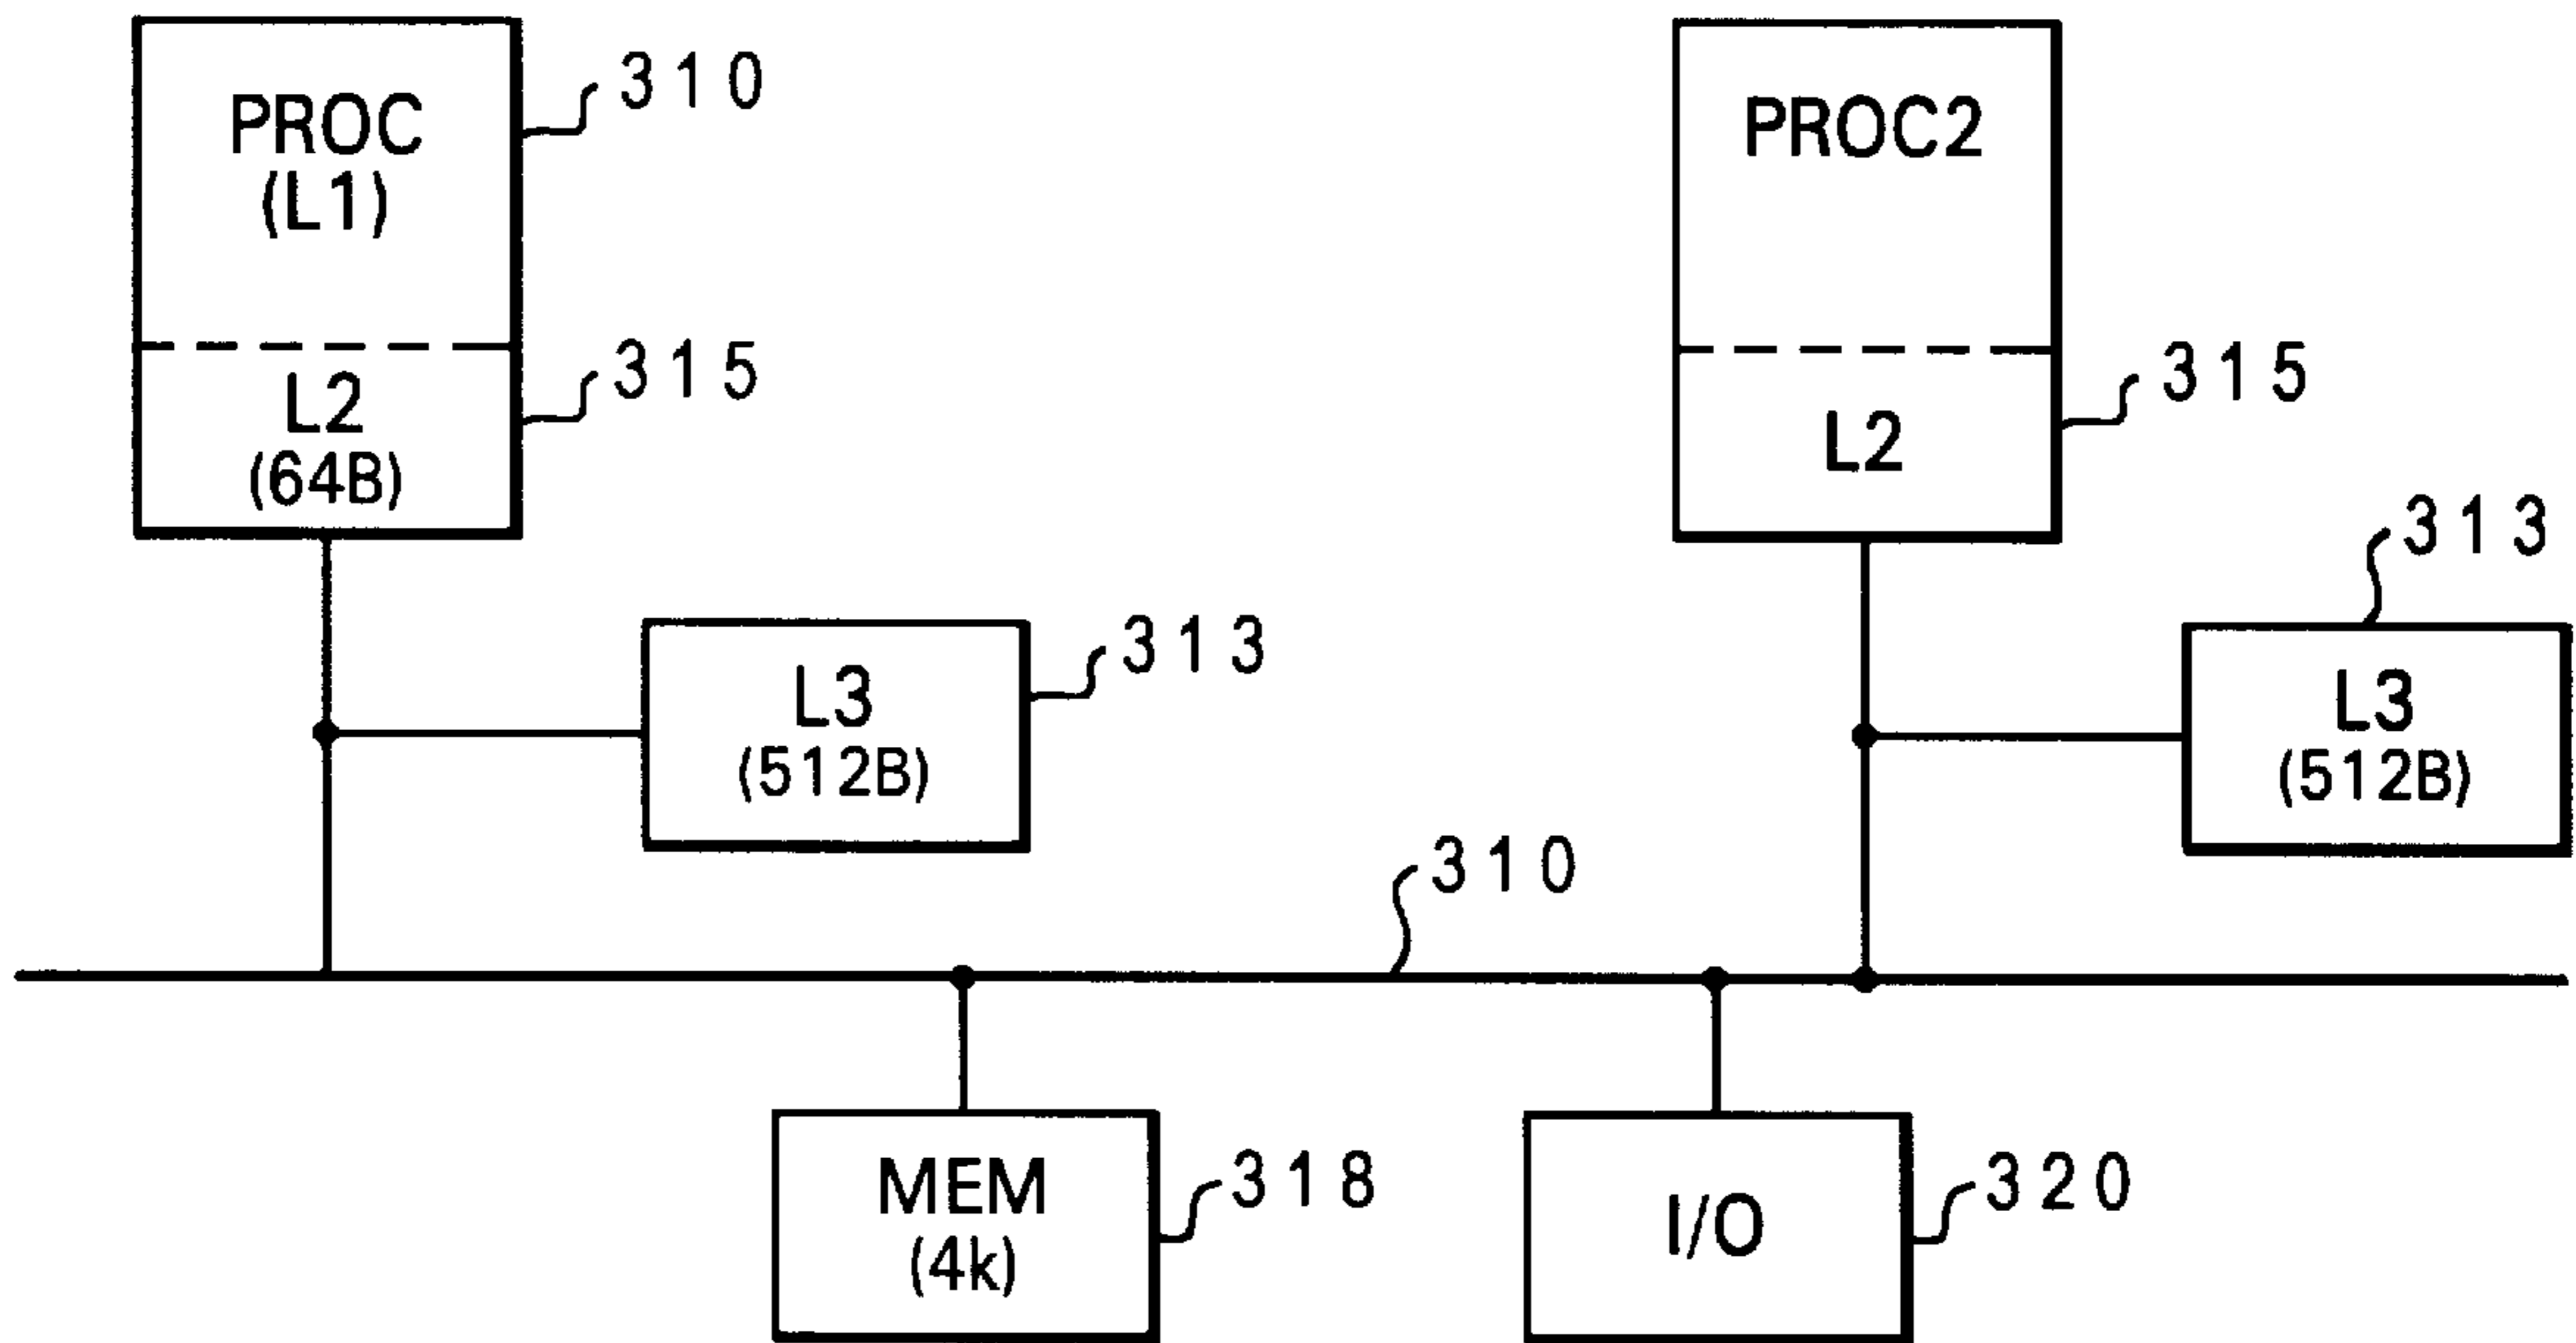 PROC
(L1)
310
L2
(64B)
315
PROC2
L2
315
L3
(512B)
313
L3
(512B)
313
310
MEM
(4k)
318
I/O
320